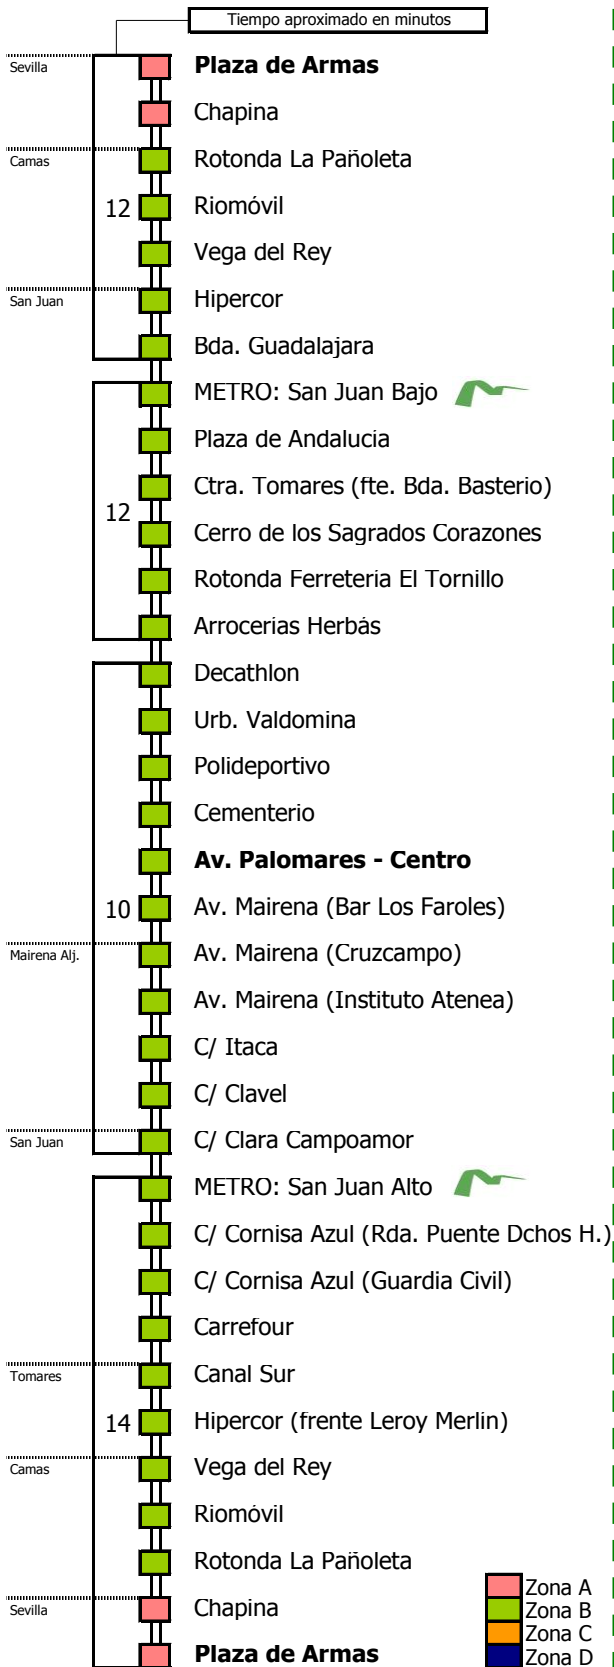 Tiempo aproximado en minutos
Sevilla
Plaza de Armas
Chapina
Camas
Rotonda La Pañoleta
12
Riomóvil
Vega del Rey
San Juan
Hipercor
Bda. Guadalajara
METRO: San Juan Bajo
Plaza de Andalucía
Ctra. Tomares (fte. Bda. Basterio)
12
Cerro de los Sagrados Corazones
Rotonda Ferretería El Tornillo
Arrocerías Herbás
Decathlon
Urb. Valdomina
Polideportivo
Cementerio
Av. Palomares - Centro
10
Av. Mairena (Bar Los Faroles)
Mairena Alj.
Av. Mairena (Cruzcampo)
Av. Mairena (Instituto Atenea)
C/ Itaca
C/ Clavel
San Juan
C/ Clara Campoamor
METRO: San Juan Alto
C/ Cornisa Azul (Rda. Puente Dchos H.)
C/ Cornisa Azul (Guardia Civil)
Carrefour
Tomares
Canal Sur
14
Hipercor (frente Leroy Merlin)
Camas
Vega del Rey
Riomóvil
Rotonda La Pañoleta
Sevilla
Chapina
Plaza de Armas
Zona A
Zona B
Zona C
Zona D